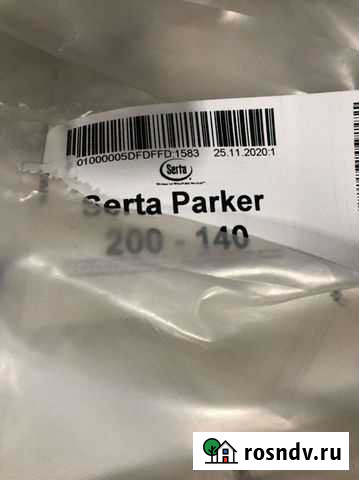 01000005DFDFFD:1583 25.11.2020:1
Serta
Serta Parker
200 - 140
rosndv.ru